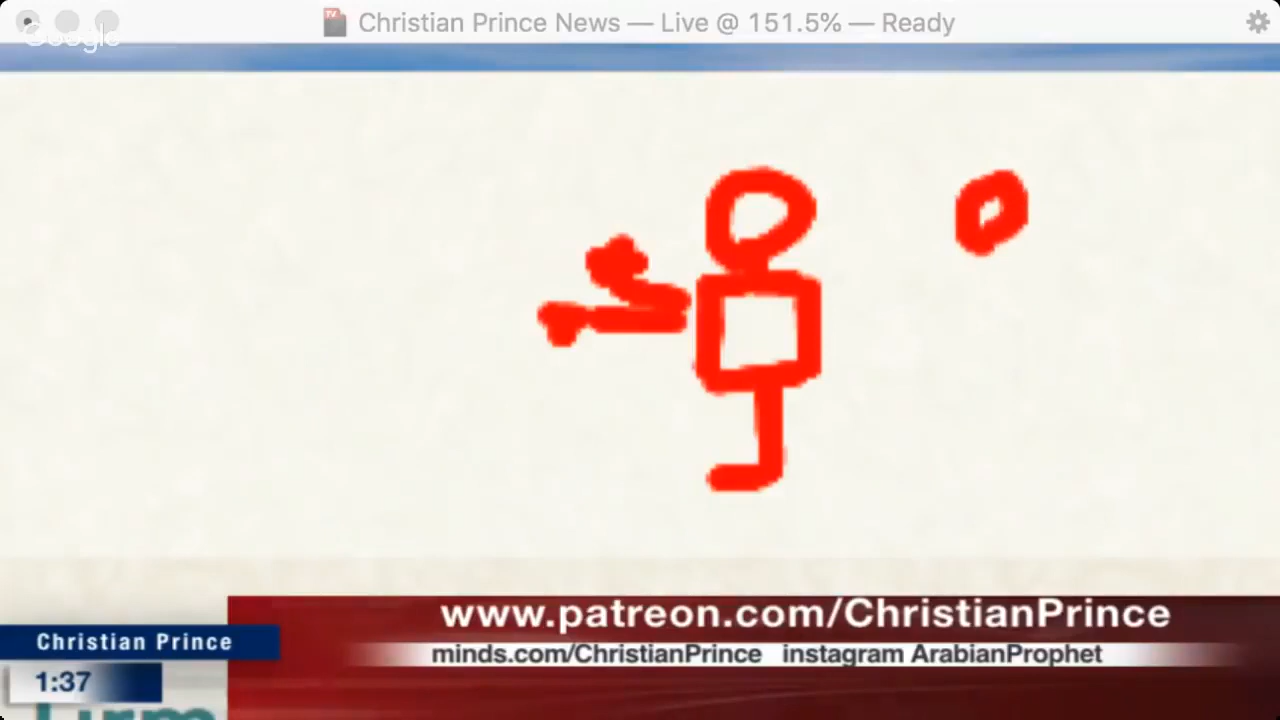 Christian Prince News — Live @ 151.5% — Ready
Google
www.patreon.com/ChristianPrince
Christian Prince
minds.com/ChristianPrince instagram ArabianProphet
1:37